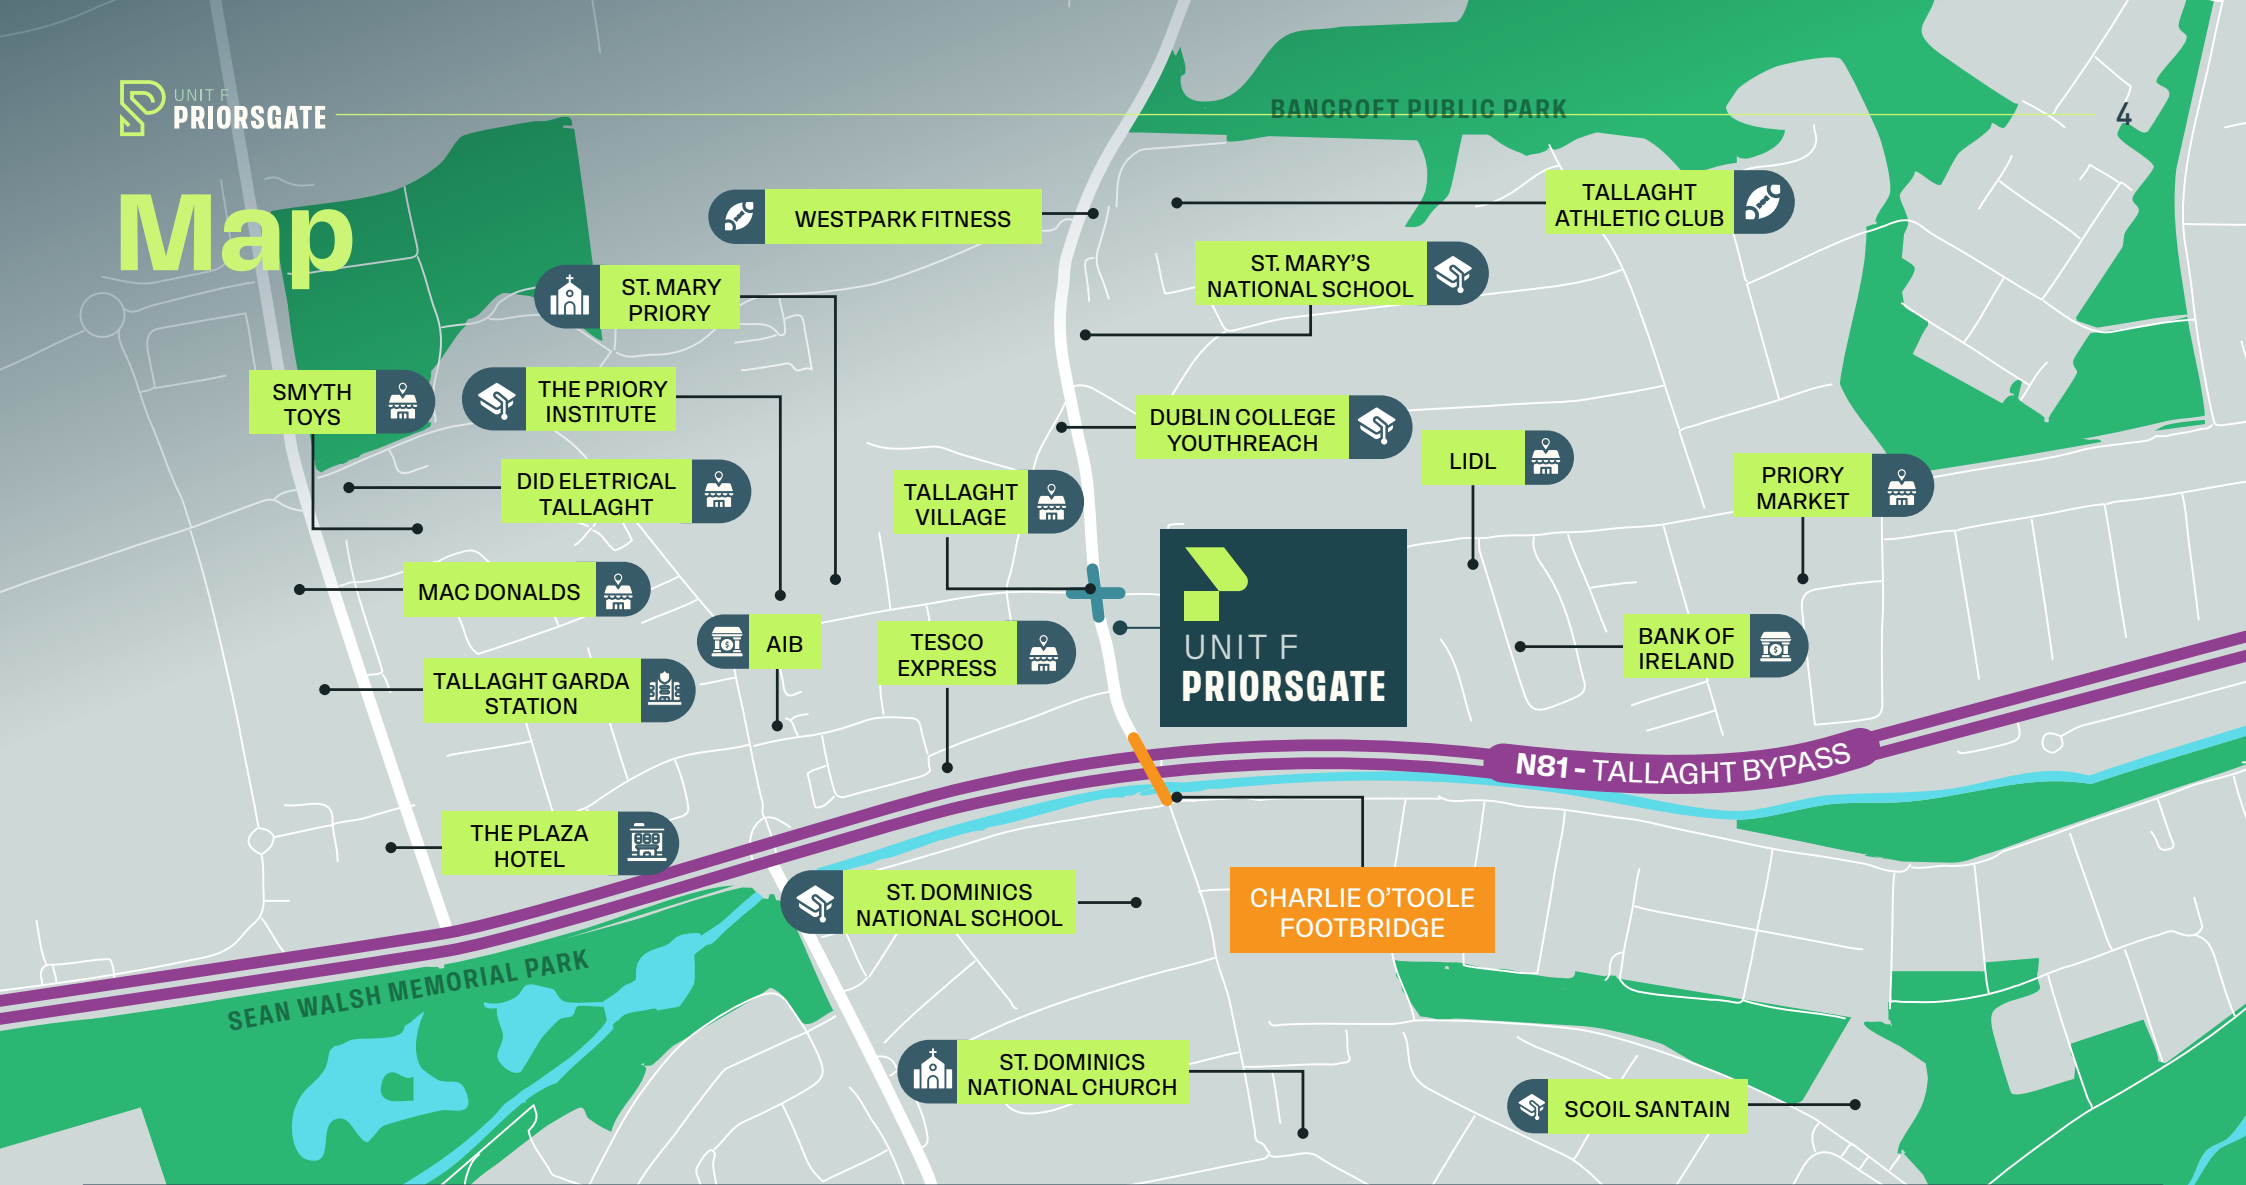 UNIT F
PRIORSGATE
4
BANCROFT PUBLIC PARK
Map
WESTPARK FITNESS
TALLAGHT
ATHLETIC CLUB
ST. MARY
PRIORY
ST. MARY’S
NATIONAL SCHOOL
SMYTH
TOYS
THE PRIORY
INSTITUTE
DUBLIN COLLEGE
YOUTHREACH
LIDL
PRIORY
MARKET
DID ELETRICAL
TALLAGHT
TALLAGHT
VILLAGE
MAC DONALDS
AIB
TESCO
EXPRESS
UNIT F
PRIORSGATE
BANK OF
IRELAND
TALLAGHT GARDA
STATION
N81 - TALLAGHT BYPASS
THE PLAZA
HOTEL
ST. DOMINICS
NATIONAL SCHOOL
CHARLIE O’TOOLE
FOOTBRIDGE
SEAN WALSH MEMORIAL PARK
ST. DOMINICS
NATIONAL CHURCH
SCOIL SANTAIN